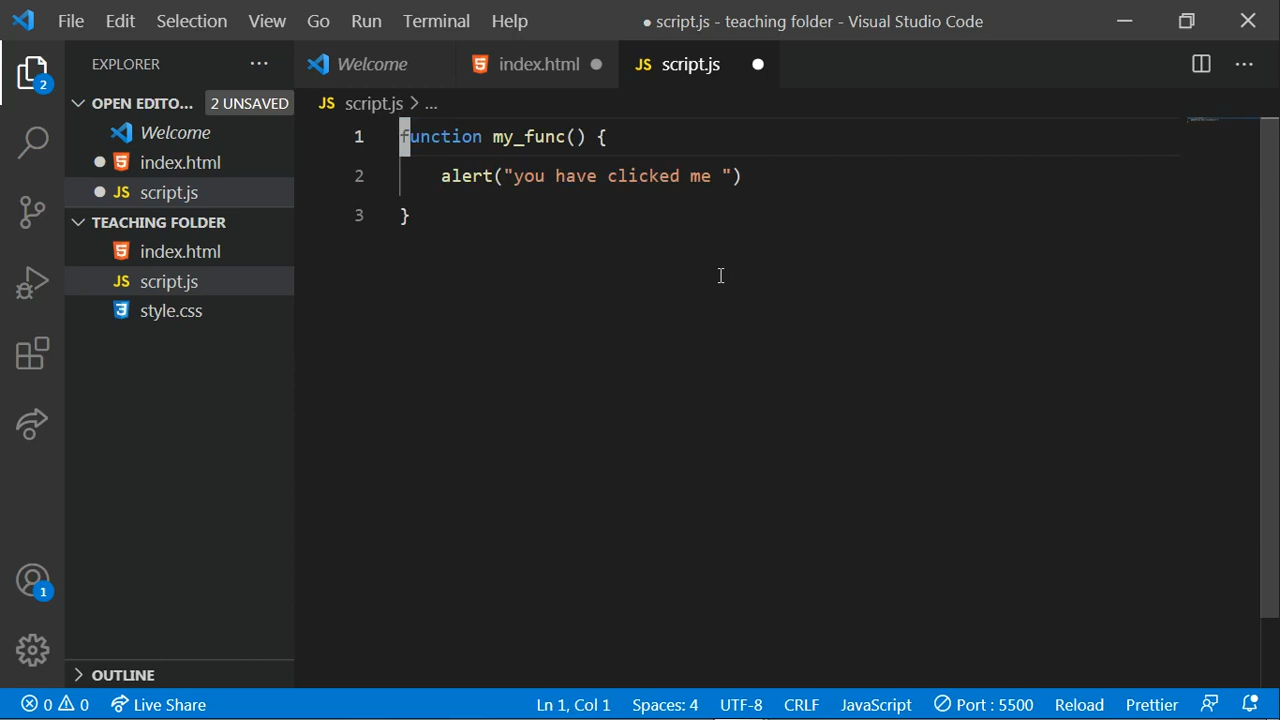 File Edit Selection View Go Run Terminal Help ● script.js - teaching folder - Visual Studio Code
EXPLORER ...
Welcome index.html script.js
OPEN EDITO... 2 UNSAVED
JS script.js > ...
Welcome
index.html
JS script.js
TEACHING FOLDER
index.html
JS script.js
style.css
1 function my_func() {
2 alert("you have clicked me ")
3 }
2
1
OUTLINE
0 0 Live Share Ln 1, Col 1 Spaces: 4 UTF-8 CRLF JavaScript Port : 5500 Reload Prettier